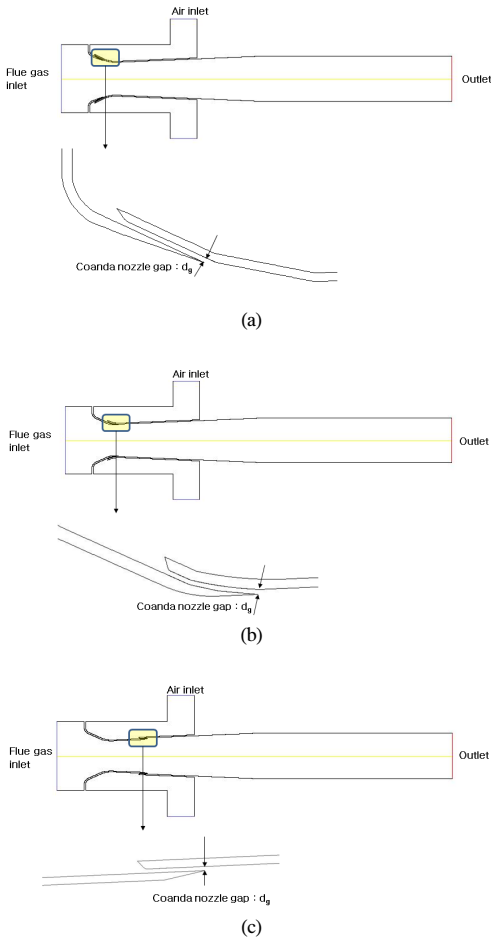 Air inlet
Flue gas
inlet
Outlet
Coanda nozzle gap : dg
(a)
Air inlet
Flue gas
inlet
Outlet
Coanda nozzle gap : dg
(b)
Air inlet
Flue gas
inlet
Outlet
Coanda nozzle gap : dg
(c)